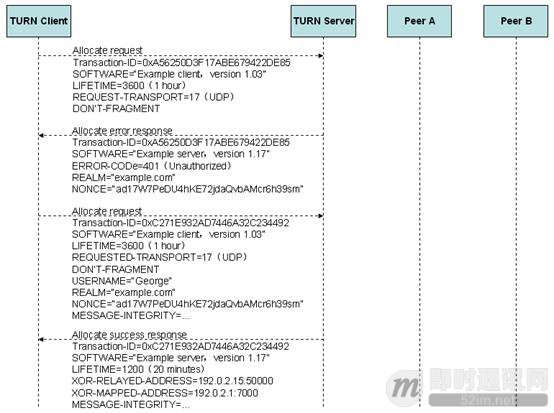 TURN Client
TURN Server
Peer A
Peer B
Allocate request
Transaction-ID=0xA56250D3F17ABE679422DE85
SOFTWARE="Example client，version 1.03"
LIFETIME=3600（1 hour）
REQUEST-TRANSPORT=17（UDP）
DON'T-FRAGMENT
Allocate error response
Transaction-ID=0xA56250D3F17ABE679422DE85
SOFTWARE="Example server，version 1.17"
ERROR-CODe=401（Unauthorized）
REALM="example.com"
NONCE="ad17W7PeDU4hKE72jdaQvbAMcr6h39sm"
Allocate request
Transaction-ID=0xC271E932AD7446A32C234492
SOFTWARE="Example client，version 1.03"
LIFETIME=3600（1 hour）
REQUESTED-TRANSPORT=17（UDP）
DON'T-FRAGMENT
USERNAME="George"
REALM="example.com"
NONCE="ad17W7PeDU4hKE72jdaQvbAMcr6h39sm"
MESSAGE-INTEGRITY=...
Allocate success response
Transaction-ID=0xC271E932AD7446A32C234492
SOFTWARE="Example server，version 1.17"
LIFETIME=1200（20 minutes）
XOR-RELAYED-ADDRESS=192.0.2.15:50000
XOR-MAPPED-ADDRESS=192.0.2.1:7000
MESSAGE-INTEGRITY=...
m 即时通讯网
52im.net